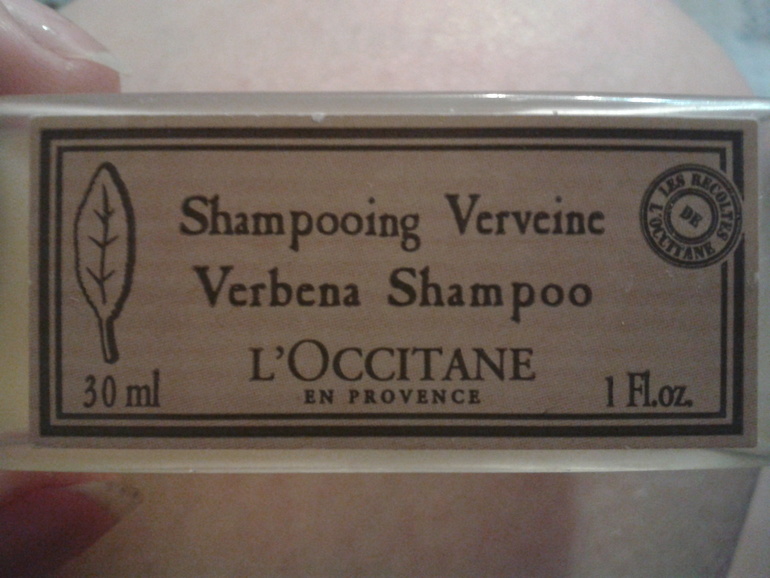 Shampooing Verveine
Verbena Shampoo
L'OCCITANE
EN PROVENCE
30 ml
1 Fl.oz.
LES RECOLTES
DE
L'OCCITANE